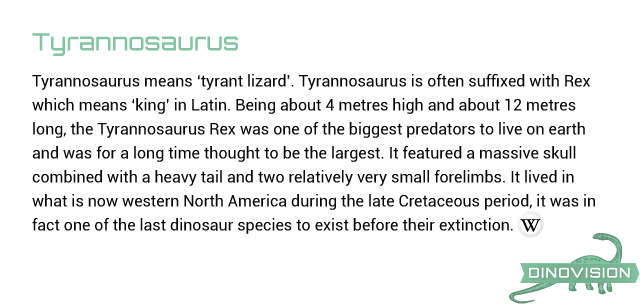 Tyrannosaurus
Tyrannosaurus means ‘tyrant lizard’. Tyrannosaurus is often suffixed with Rex
which means ‘king’ in Latin. Being about 4 metres high and about 12 metres
long, the Tyrannosaurus Rex was one of the biggest predators to live on earth
and was for a long time thought to be the largest. It featured a massive skull
combined with a heavy tail and two relatively very small forelimbs. It lived in
what is now western North America during the late Cretaceous period, it was in
fact one of the last dinosaur species to exist before their extinction. W
DINOVISION